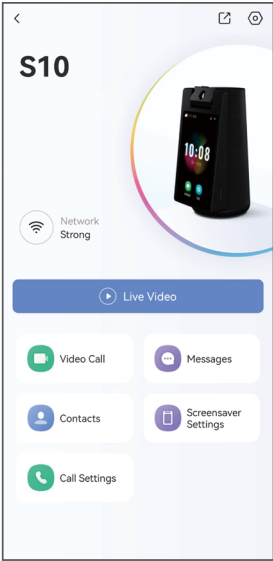 S10
10:08
Network
Strong
Live Video
Video Call
Messages
Contacts
Screensaver
Settings
Call Settings